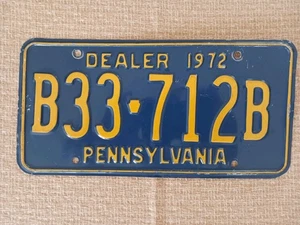 DEALER 1972
B33·712B
PENNSYLVANIA